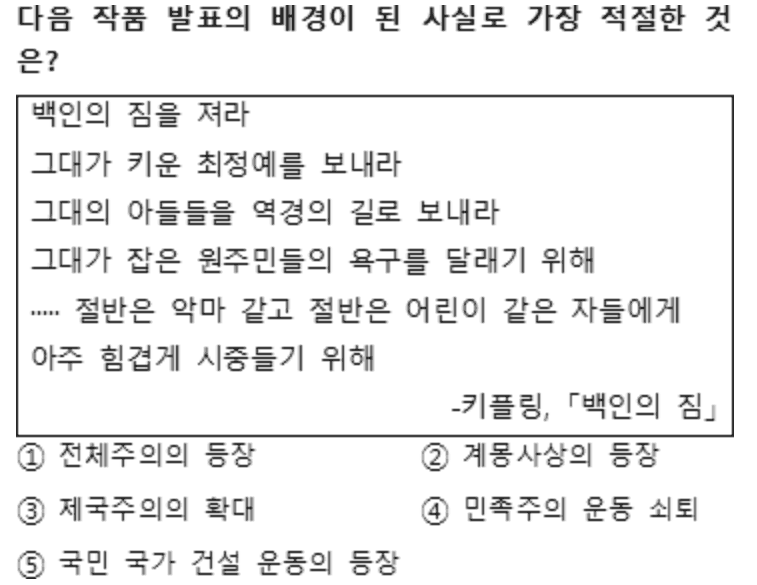 다음 작품 발표의 배경이 된 사실로 가장 적절한 것
은?
백인의 짐을 져라
그대가 키운 최정예를 보내라
그대의 아들들을 역경의 길로 보내라
그대가 잡은 원주민들의 욕구를 달래기 위해
..... 절반은 악마 같고 절반은 어린이 같은 자들에게
아주 힘겹게 시중들기 위해
-키플링,「백인의 짐」
① 전체주의의 등장 ② 계몽사상의 등장
③ 제국주의의 확대 ④ 민족주의 운동 쇠퇴
⑤ 국민 국가 건설 운동의 등장